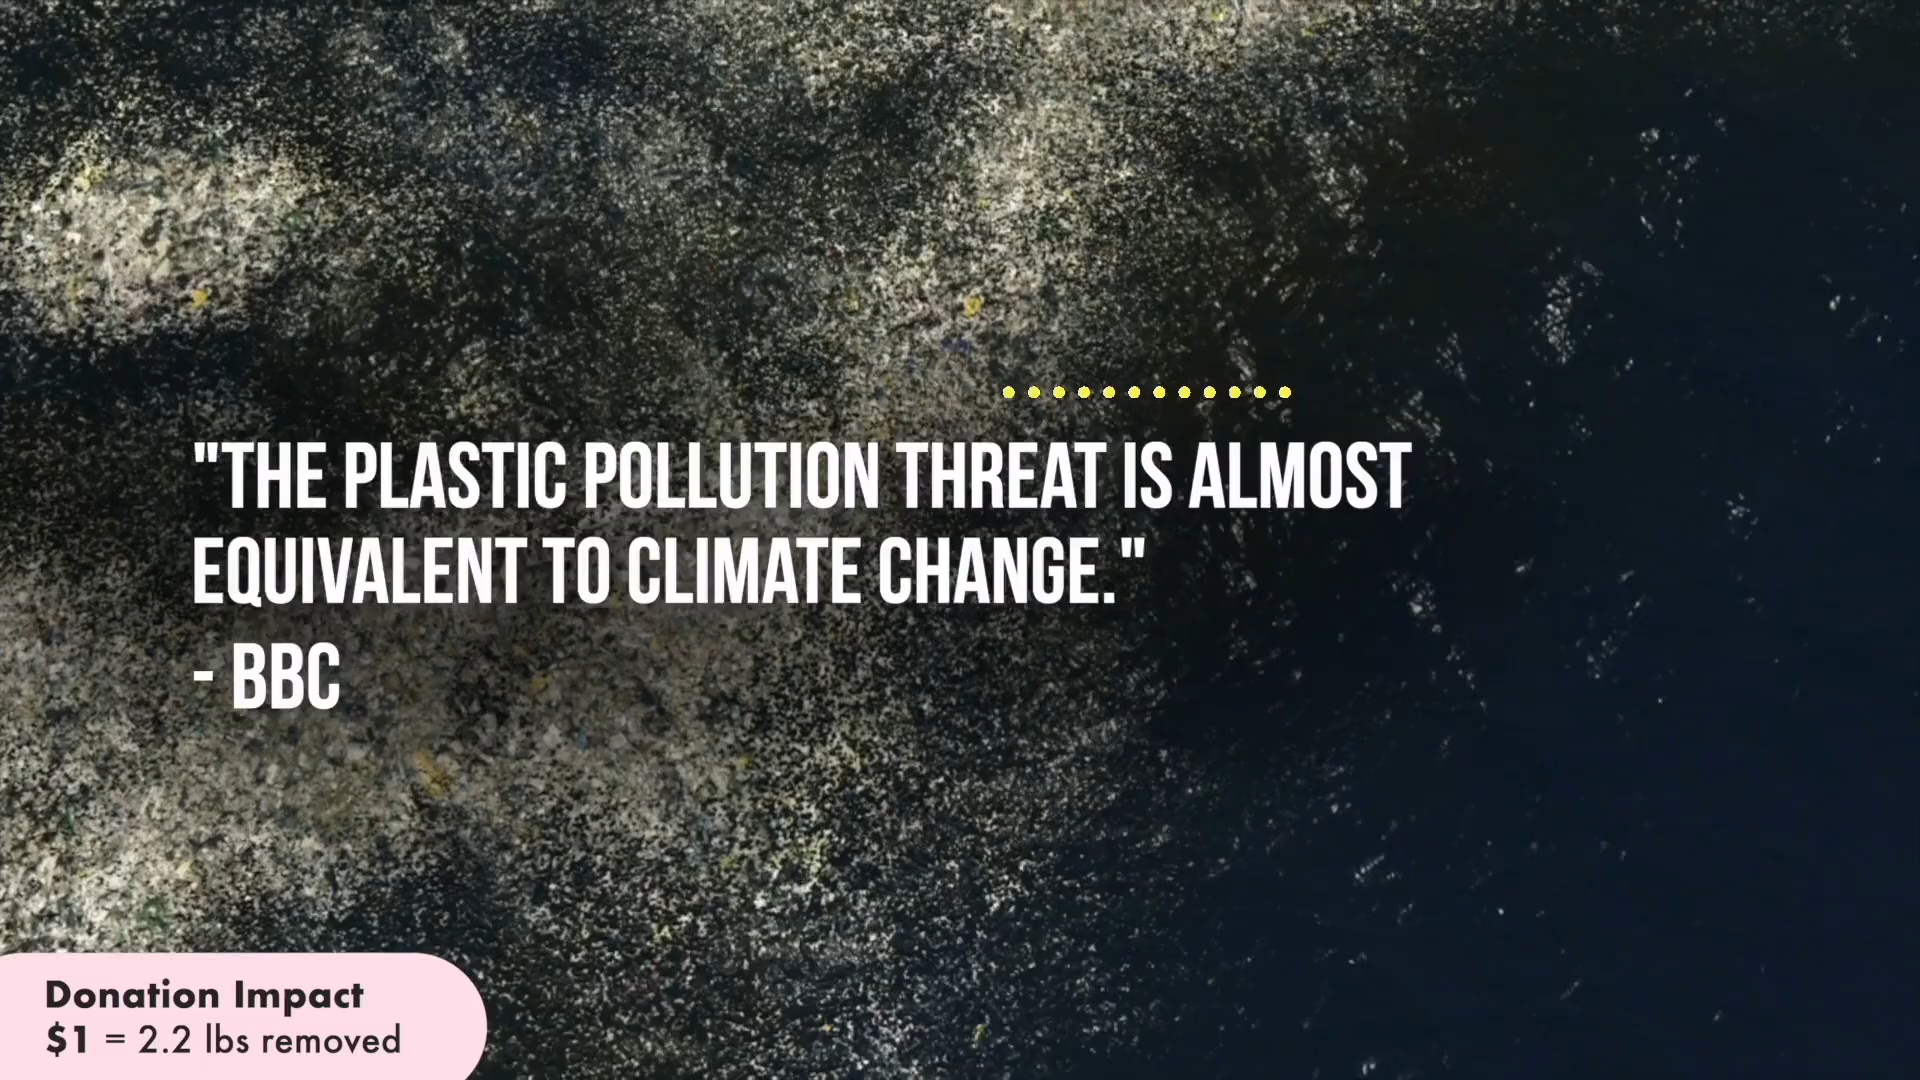 "THE PLASTIC POLLUTION THREAT IS ALMOST
EQUIVALENT TO CLIMATE CHANGE."
- BBC
Donation Impact
$1 = 2.2 lbs removed